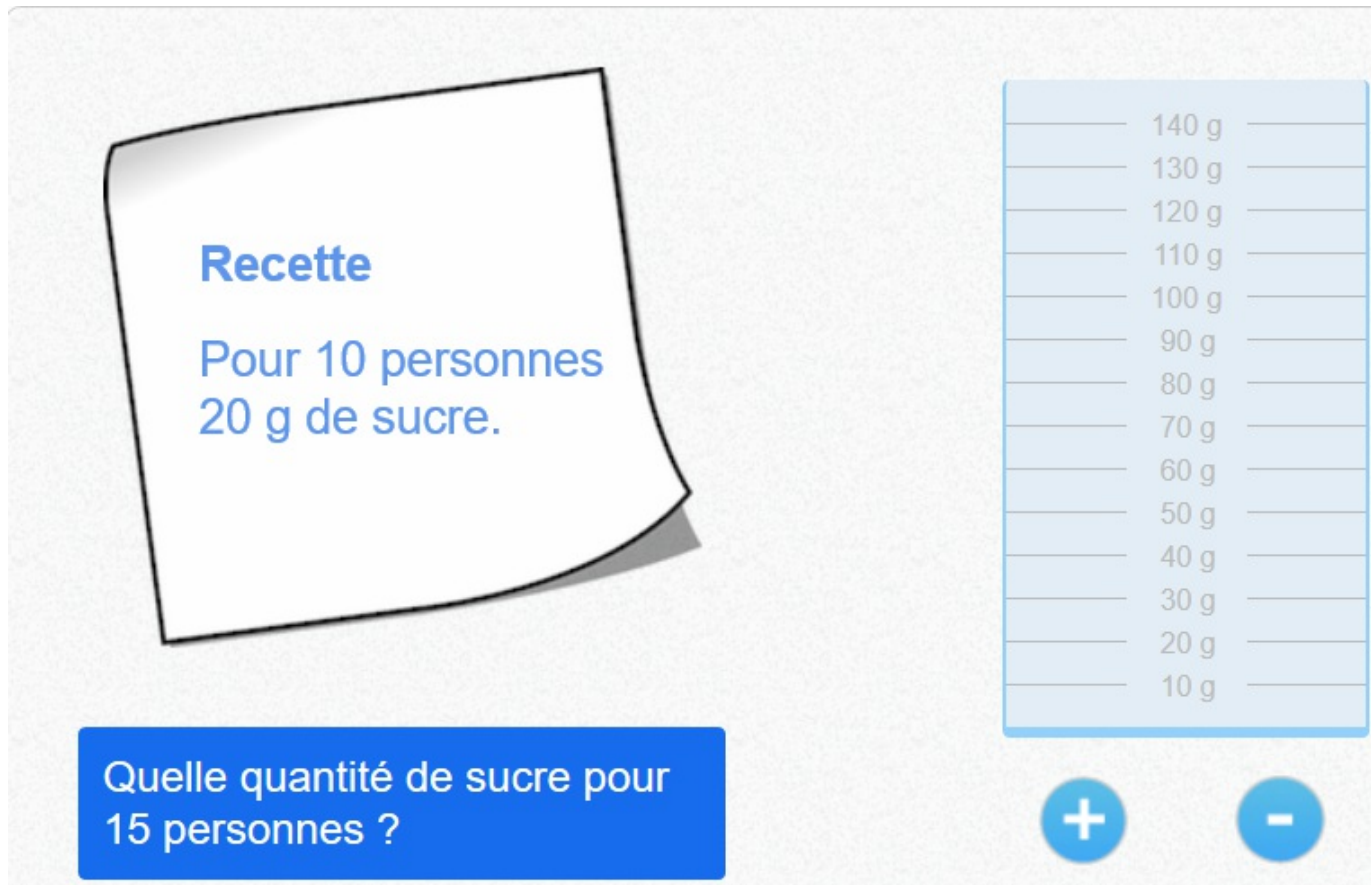 Recette
Pour 10 personnes
20 g de sucre.
Quelle quantité de sucre pour
15 personnes ?
140 g
130 g
120 g
110 g
100 g
90 g
80 g
70 g
60 g
50 g
40 g
30 g
20 g
10 g
+ -